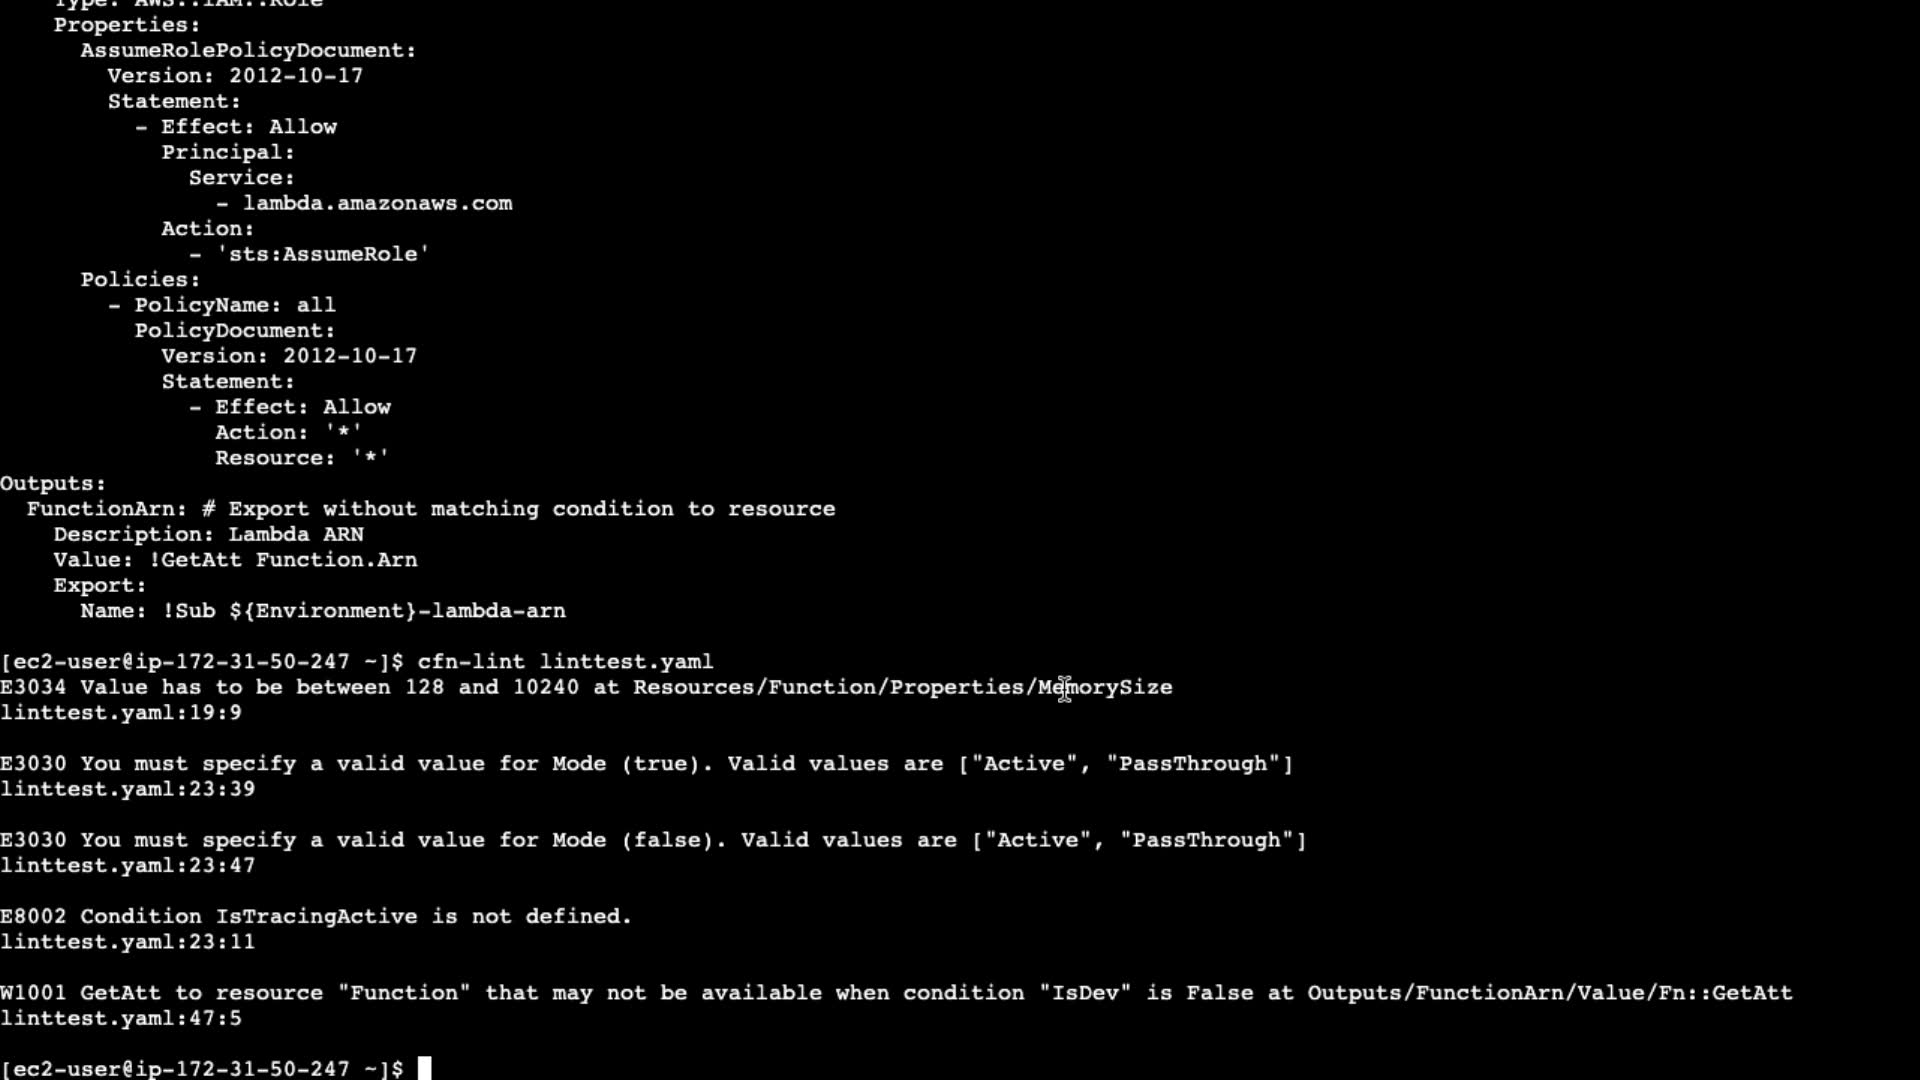 Type: AWS::IAM::Role
Properties:
AssumeRolePolicyDocument:
Version: 2012-10-17
Statement:
- Effect: Allow
Principal:
Service:
- lambda.amazonaws.com
Action:
- 'sts:AssumeRole'
Policies:
- PolicyName: all
PolicyDocument:
Version: 2012-10-17
Statement:
- Effect: Allow
Action: '*'
Resource: '*'
Outputs:
FunctionArn: # Export without matching condition to resource
Description: Lambda ARN
Value: !GetAtt Function.Arn
Export:
Name: !Sub ${Environment}-lambda-arn
[ec2-user@ip-172-31-50-247 ~]$ cfn-lint linttest.yaml
E3034 Value has to be between 128 and 10240 at Resources/Function/Properties/MemorySize
linttest.yaml:19:9
E3030 You must specify a valid value for Mode (true). Valid values are ["Active", "PassThrough"]
linttest.yaml:23:39
E3030 You must specify a valid value for Mode (false). Valid values are ["Active", "PassThrough"]
linttest.yaml:23:47
E8002 Condition IsTracingActive is not defined.
linttest.yaml:23:11
W1001 GetAtt to resource "Function" that may not be available when condition "IsDev" is False at Outputs/FunctionArn/Value/Fn::GetAtt
linttest.yaml:47:5
[ec2-user@ip-172-31-50-247 ~]$